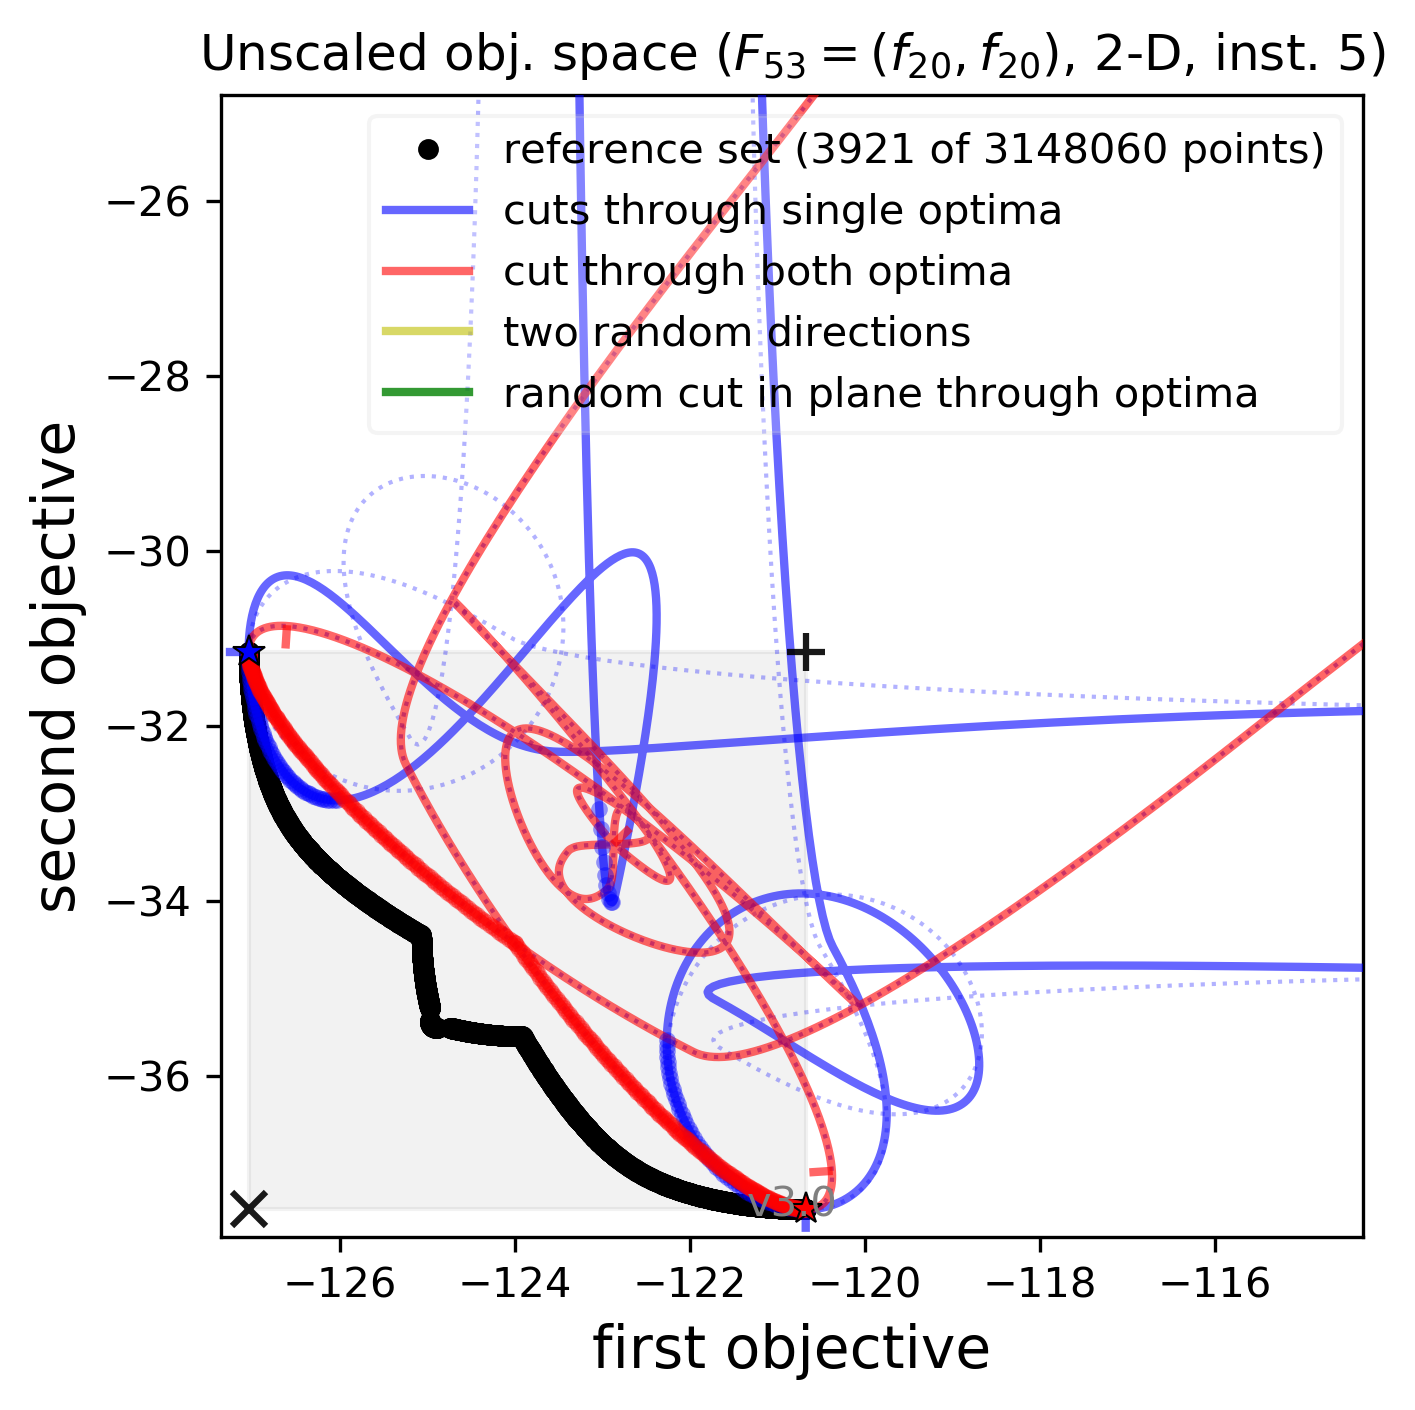 Unscaled obj. space (F₅₃ = (f₂₀, f₂₀), 2-D, inst. 5)
reference set (3921 of 3148060 points)
cuts through single optima
cut through both optima
two random directions
random cut in plane through optima
−26
−28
−30
−32
−34
−36
second objective
v3.0
−126
−124
−122
−120
−118
−116
first objective